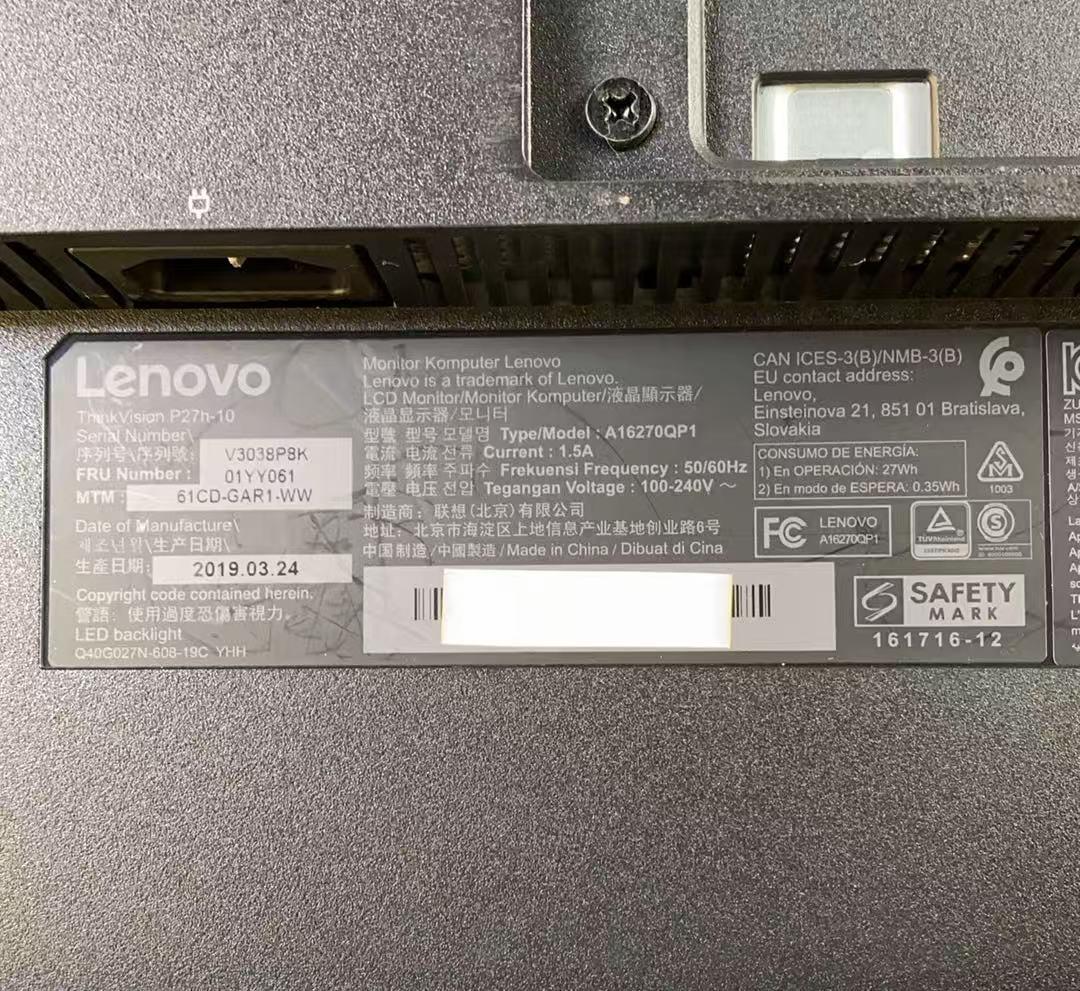 Lenovo
ThinkVision P27h-10
Serial Number\
序列号\序列號: V3038P8K
FRU Number : 01YY061
MTM : 61CD-GAR1-WW
Date of Manufacture\
제조년월\生产日期\
生產日期: 2019.03.24
Copyright code contained herein.
警語: 使用過度恐傷害視力。
LED backlight
Q40G027N-608-19C YHH
Monitor Komputer Lenovo
Lenovo is a trademark of Lenovo.
LCD Monitor/Monitor Komputer/液晶顯示器/
液晶显示器/모니터
型號 型号 모델명 Type/Model : A16270QP1
電流 电流 전류 Current : 1.5A
频率 頻率 주파수 Frekuensi Frequency : 50/60Hz
電壓 电压 전압 Tegangan Voltage : 100-240V ～
制造商: 联想(北京)有限公司
地址: 北京市海淀区上地信息产业基地创业路6号
中国制造/中國製造/Made in China/Dibuat di Cina
CAN ICES-3(B)/NMB-3(B)
EU contact address:
Lenovo,
Einsteinova 21, 851 01 Bratislava,
Slovakia
CONSUMO DE ENERGÍA:
1) En OPERACIÓN: 27Wh
2) En modo de ESPERA: 0.35Wh
1003
FC LENOVO
A16270QP1
TÜVRheinland
CERTIFICADO
S
SAFETY
MARK
161716-12